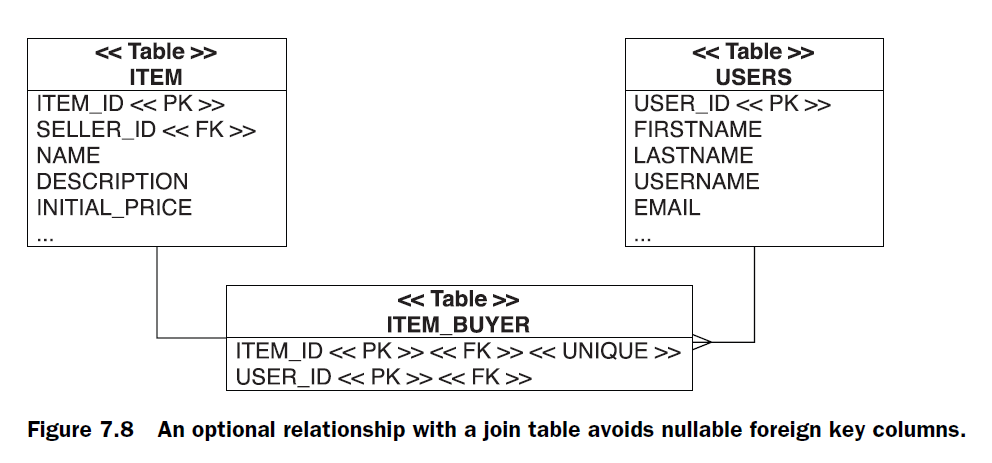 << Table >>
ITEM
ITEM_ID << PK >>
SELLER_ID << FK >>
NAME
DESCRIPTION
INITIAL_PRICE
...
<< Table >>
USERS
USER_ID << PK >>
FIRSTNAME
LASTNAME
USERNAME
EMAIL
...
<< Table >>
ITEM_BUYER
ITEM_ID << PK >> << FK >> << UNIQUE >>
USER_ID << PK >> << FK >>
Figure 7.8 An optional relationship with a join table avoids nullable foreign key columns.